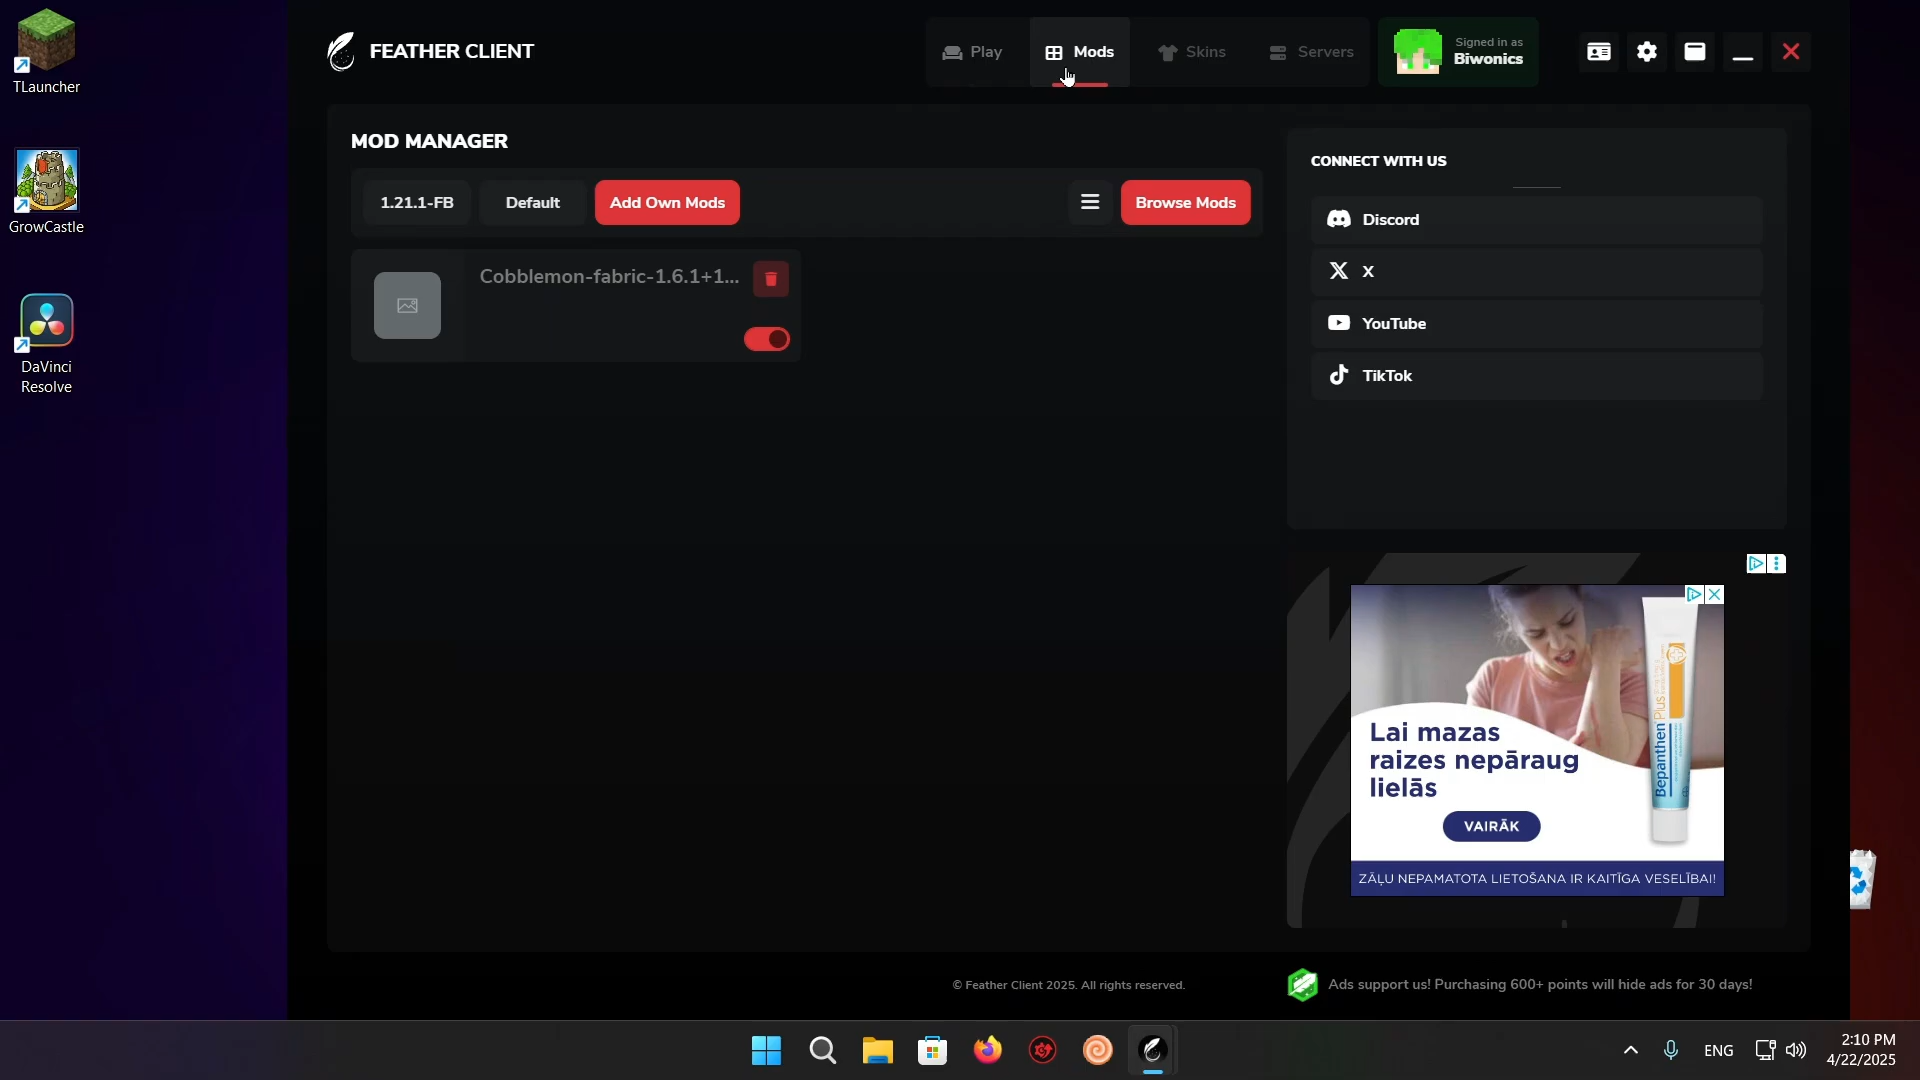 TLauncher
GrowCastle
DaVinci
Resolve
FEATHER CLIENT
Play
Mods
Skins
Servers
Signed in as
Biwonics
MOD MANAGER
1.21.1-FB
Default
Add Own Mods
Browse Mods
Cobblemon-fabric-1.6.1+1...
CONNECT WITH US
Discord
X
YouTube
TikTok
Lai mazas
raizes nepāraug
lielās
VAIRĀK
Bepanthen Plus
ZĀĻU NEPAMATOTA LIETOŠANA IR KAITĪGA VESELĪBAI!
© Feather Client 2025. All rights reserved.
Ads support us! Purchasing 600+ points will hide ads for 30 days!
ENG
2:10 PM
4/22/2025